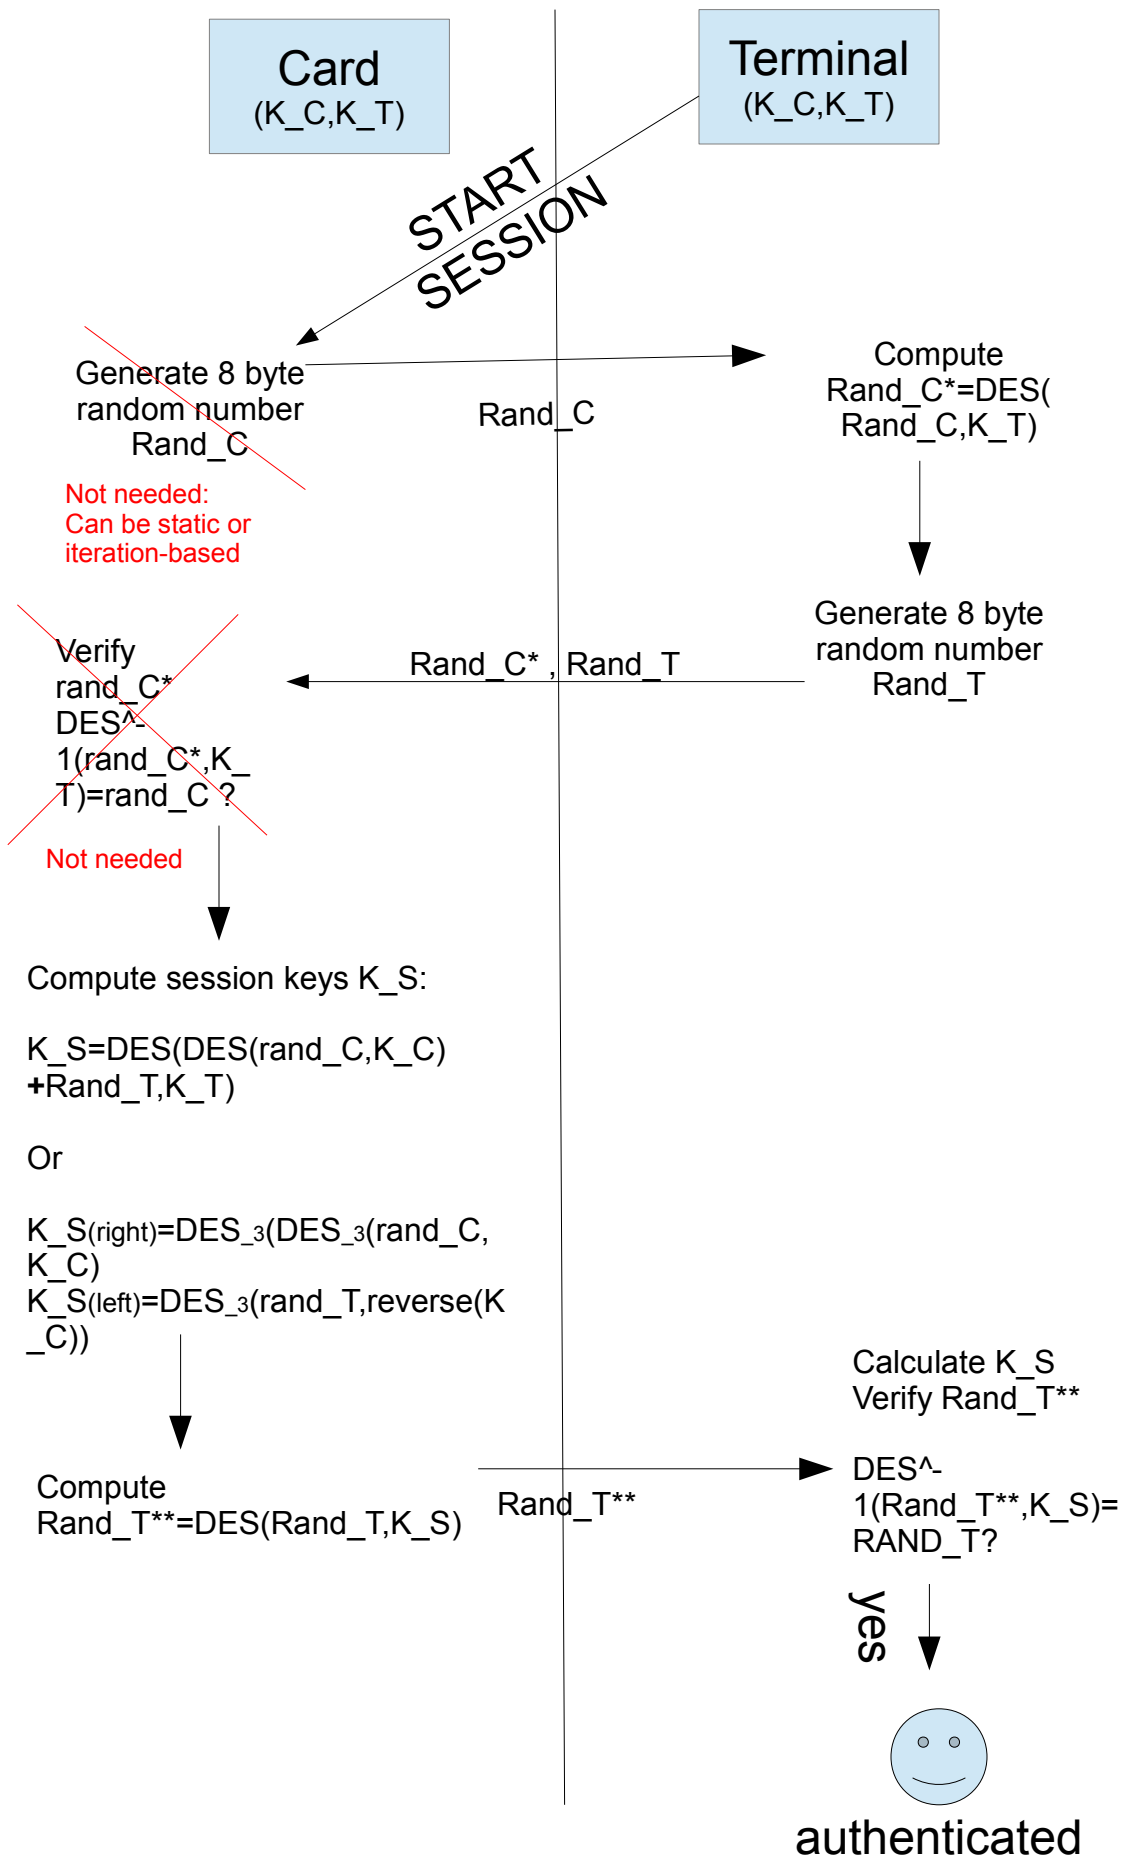 Card
(K_C,K_T)
Terminal
(K_C,K_T)
START
SESSION
Generate 8 byte
random number
Rand_C
Not needed:
Can be static or
iteration-based
Rand_C
Compute
Rand_C*=DES(
Rand_C,K_T)
Generate 8 byte
random number
Rand_T
Rand_C* , Rand_T
Verify
rand_C*
DES^-
1(rand_C*,K_
T)=rand_C ?
Not needed
Compute session keys K_S:
K_S=DES(DES(rand_C,K_C)
+Rand_T,K_T)
Or
K_S(right)=DES_3(DES_3(rand_C,
K_C)
K_S(left)=DES_3(rand_T,reverse(K
_C))
Compute
Rand_T**=DES(Rand_T,K_S)
Rand_T**
Calculate K_S
Verify Rand_T**
DES^-
1(Rand_T**,K_S)=
RAND_T?
yes
authenticated